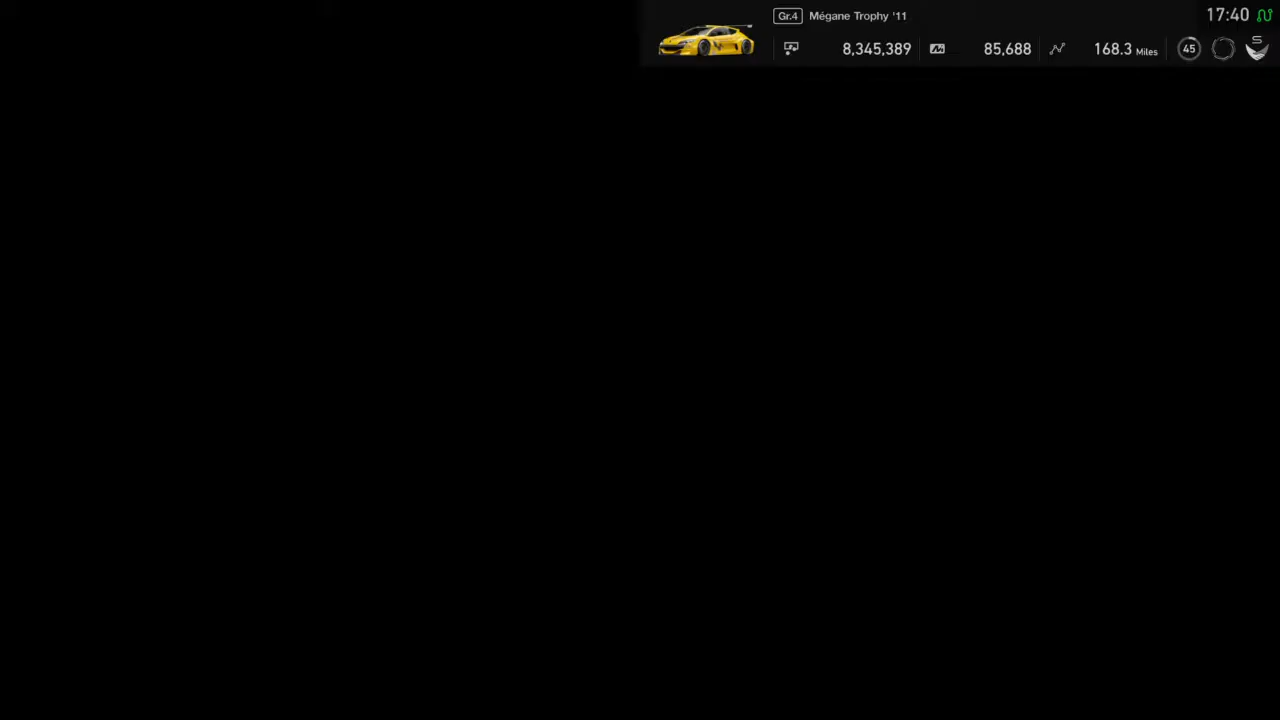 Gr.4 Mégane Trophy '11
17:40
8,345,389
85,688
168.3 Miles
45
S